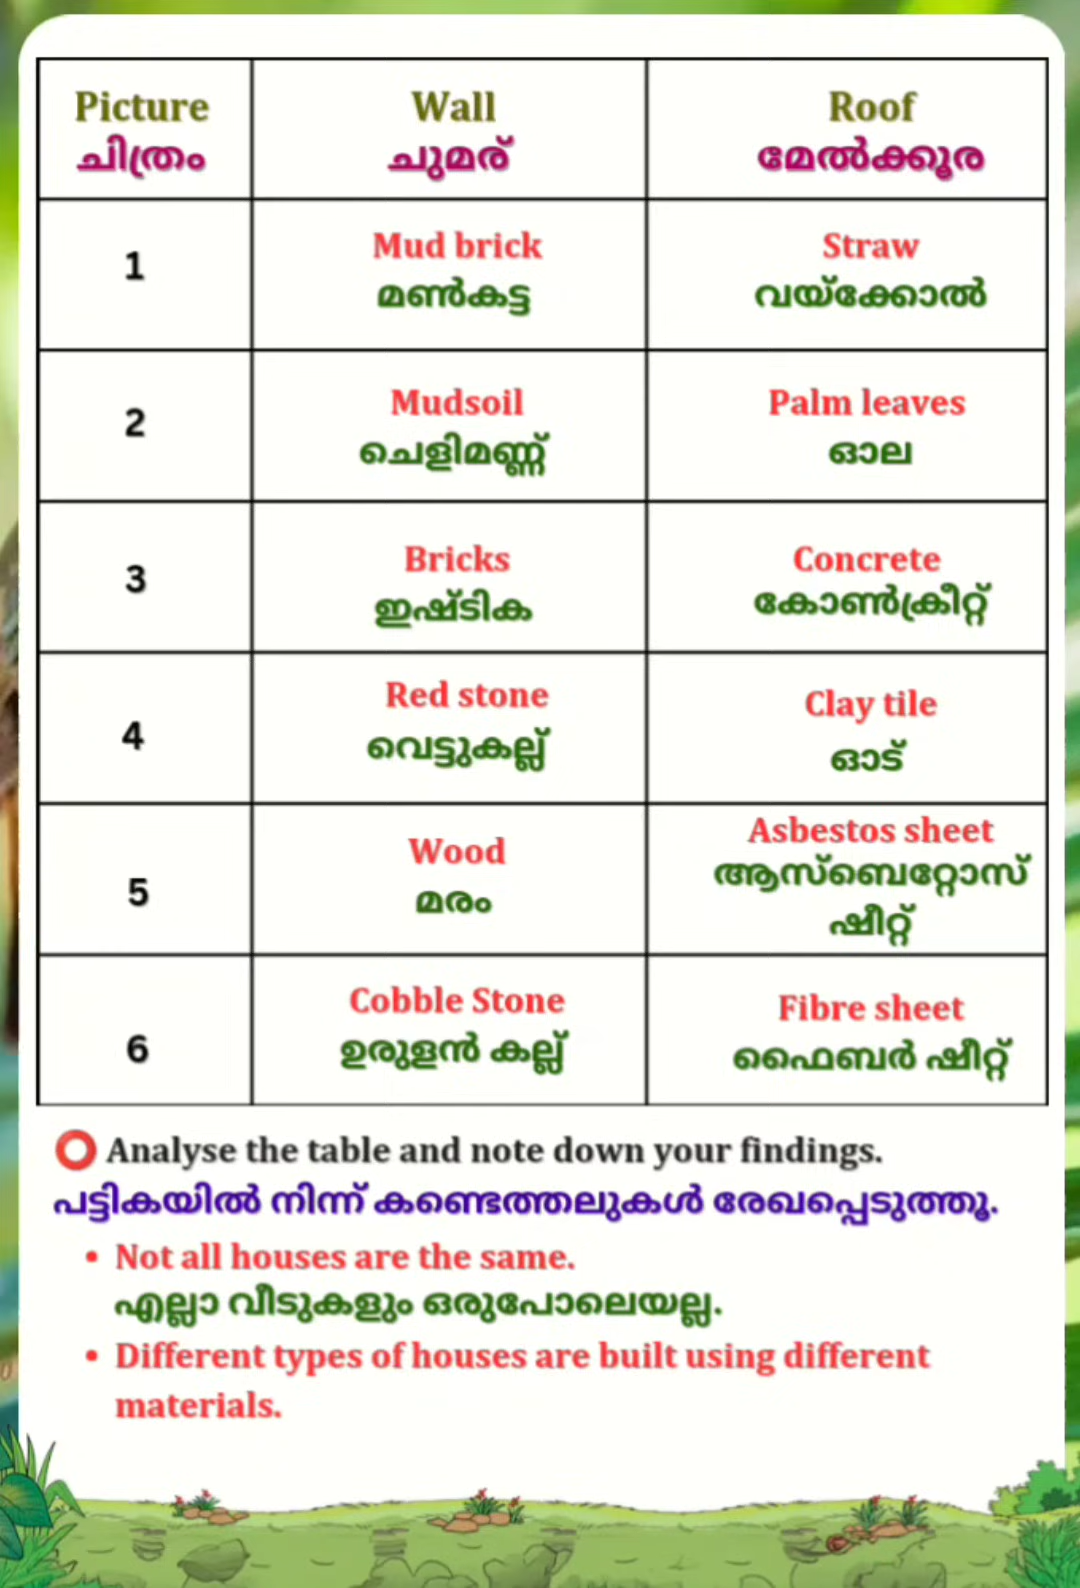 Picture
ചിത്രം
Wall
ചുമര്
Roof
മേൽക്കൂര
1
Mud brick
മൺകട്ട
Straw
വയ്ക്കോൽ
2
Mudsoil
ചെളിമണ്ണ്
Palm leaves
ഓല
3
Bricks
ഇഷ്ടിക
Concrete
കോൺക്രീറ്റ്
4
Red stone
വെട്ടുകല്ല്
Clay tile
ഓട്
5
Wood
മരം
Asbestos sheet
ആസ്ബെറ്റോസ്
ഷീറ്റ്
6
Cobble Stone
ഉരുളൻ കല്ല്
Fibre sheet
ഫൈബർ ഷീറ്റ്
Analyse the table and note down your findings.
പട്ടികയിൽ നിന്ന് കണ്ടെത്തലുകൾ രേഖപ്പെടുത്തൂ.
• Not all houses are the same.
എല്ലാ വീടുകളും ഒരുപോലെയല്ല.
• Different types of houses are built using different
materials.